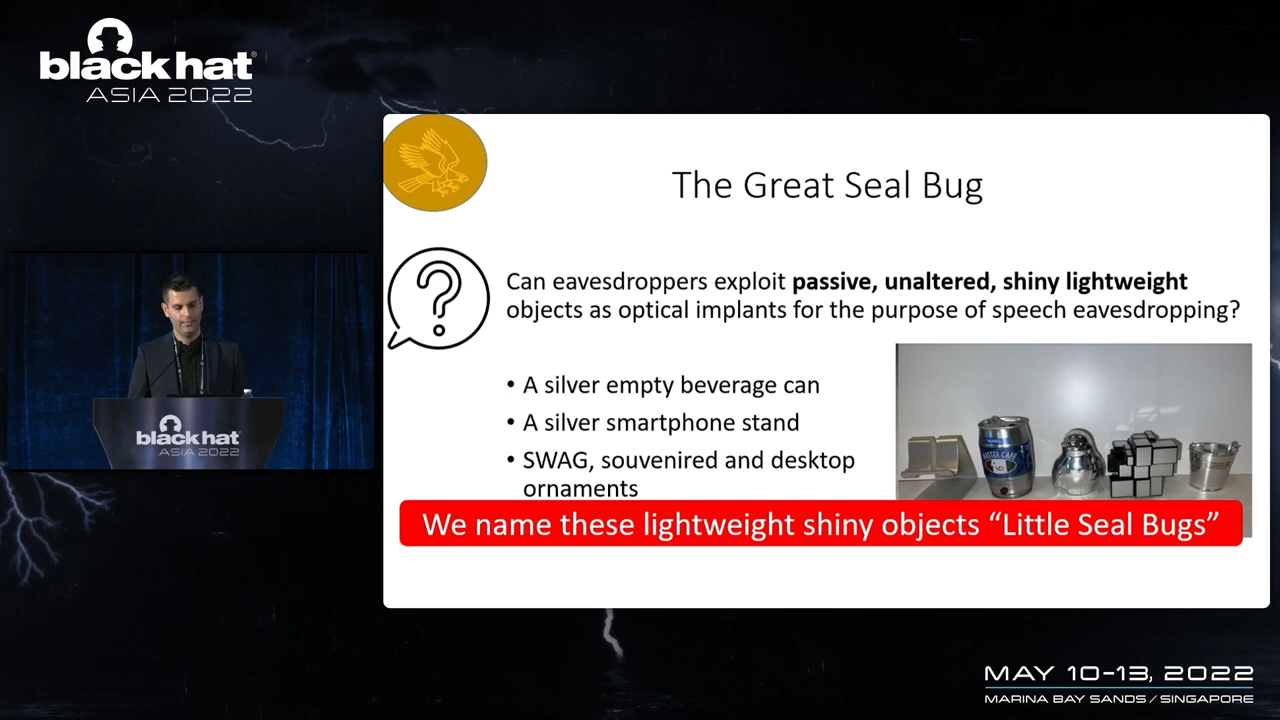 black hat®
ASIA 2022
The Great Seal Bug
Can eavesdroppers exploit passive, unaltered, shiny lightweight
objects as optical implants for the purpose of speech eavesdropping?
• A silver empty beverage can
• A silver smartphone stand
• SWAG, souvenired and desktop
ornaments
We name these lightweight shiny objects “Little Seal Bugs”
black hat
ASIA 2022
MAY 10-13, 2022
MARINA BAY SANDS / SINGAPORE